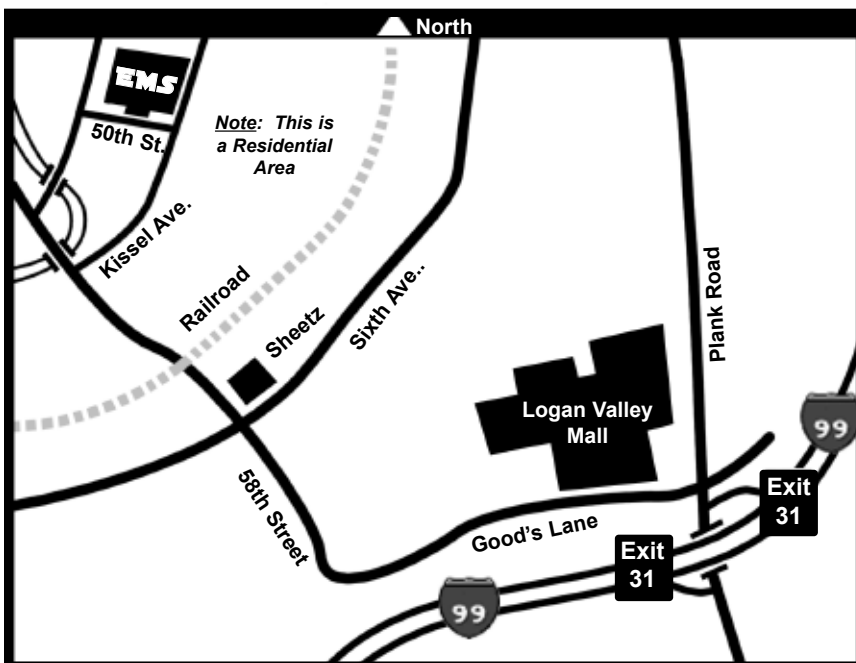 North
EMS
50th St.
Note: This is
a Residential
Area
Kissel Ave.
Railroad
Sheetz
Sixth Ave..
Plank Road
Logan Valley
Mall
99
Exit
31
58th Street
Good's Lane
Exit
31
99